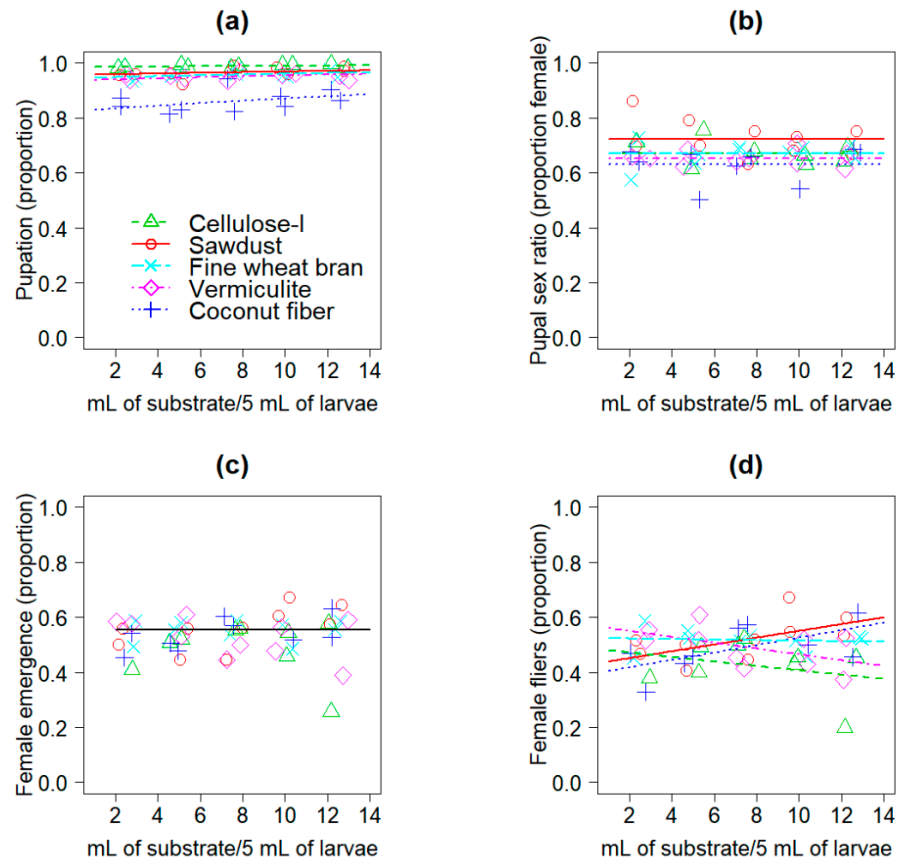 (a)
Pupation (proportion)
1.0
0.8
0.6
0.4
0.2
0.0
Cellulose-I
Sawdust
Fine wheat bran
Vermiculite
Coconut fiber
2 4 6 8 10 12 14
mL of substrate/5 mL of larvae
(b)
Pupal sex ratio (proportion female)
1.0
0.8
0.6
0.4
0.2
0.0
2 4 6 8 10 12 14
mL of substrate/5 mL of larvae
(c)
Female emergence (proportion)
1.0
0.8
0.6
0.4
0.2
0.0
2 4 6 8 10 12 14
mL of substrate/5 mL of larvae
(d)
Female fliers (proportion)
1.0
0.8
0.6
0.4
0.2
0.0
2 4 6 8 10 12 14
mL of substrate/5 mL of larvae